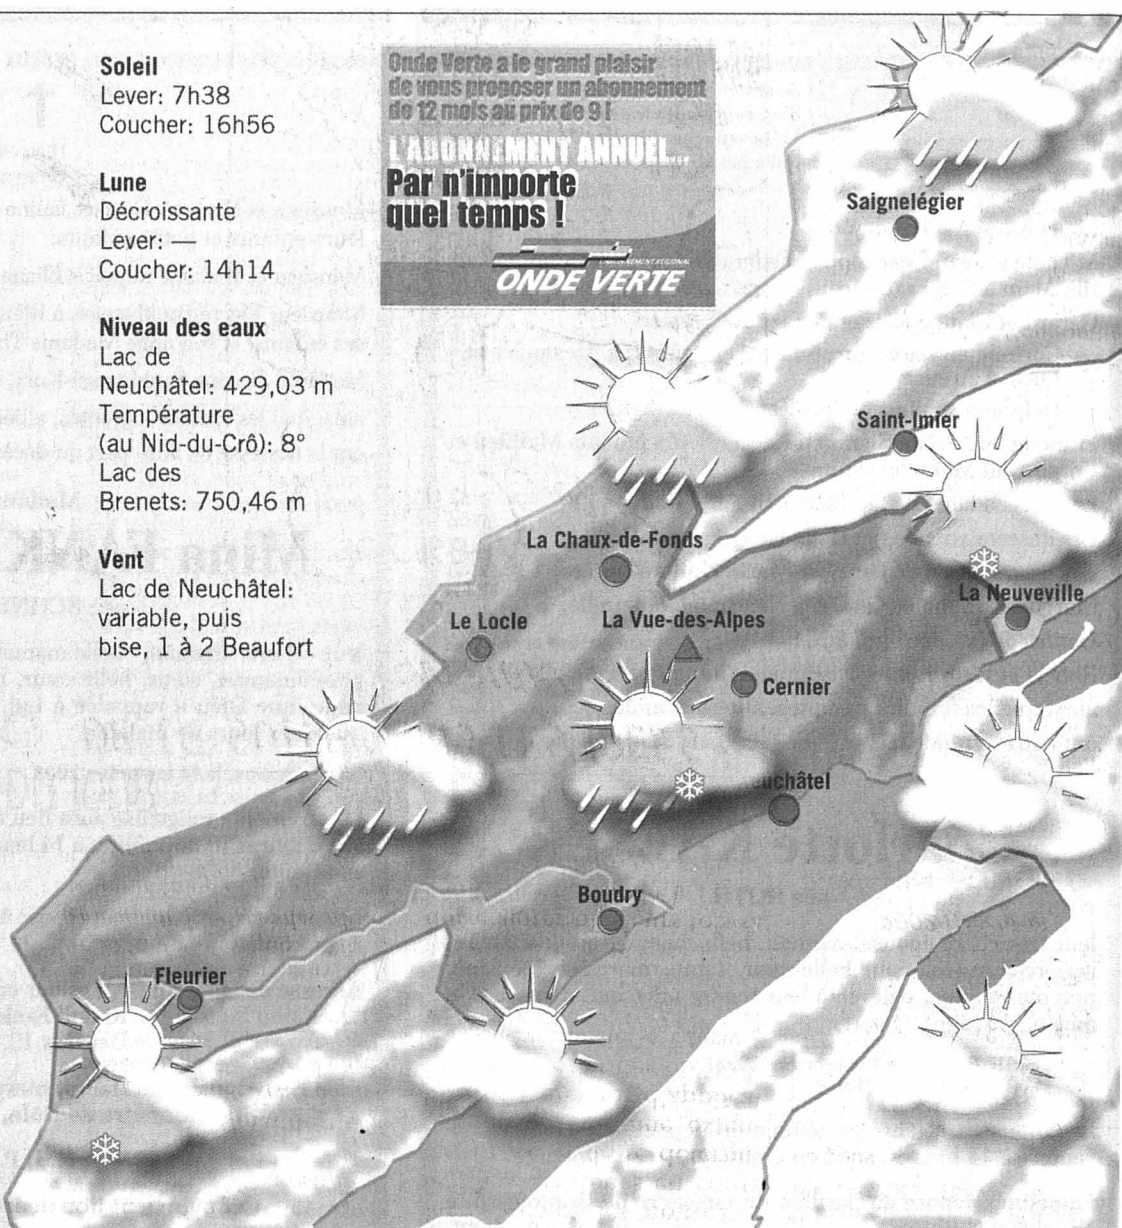 Soleil
Lever: 7h38
Coucher: 16h56
Lune
Décroissante
Lever: -
Coucher: 14h14
Niveau des eaux
Lac de
Neuchâtel: 429,03 m
Température
(au Nid-du-Crô): 8°
Lac des
Brenets: 750,46 m
Vent
Lac de Neuchâtel:
variable, puis
bise, 1 à 2 Beaufort
Onde Verte a le grand plaisir
de vous proposer un abonnement
de 12 mois au prix de 9 !
L'ABONNEMENT ANNUEL...
Par n'importe
quel temps !
ONDE VERTE
Saignelégier
Saint-Imier
La Chaux-de-Fonds
La Neuveville
Le Locle
La Vue-des-Alpes
Cernier
uchâtel
Boudry
Fleurier